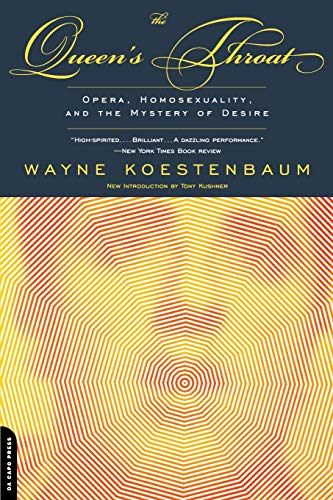 the
Queen's Throat
Opera, Homosexuality,
and the Mystery of Desire
"High-spirited.... Brilliant... A dazzling performance."
—New York Times Book review
WAYNE KOESTENBAUM
New Introduction by Tony Kushner
DA CAPO PRESS